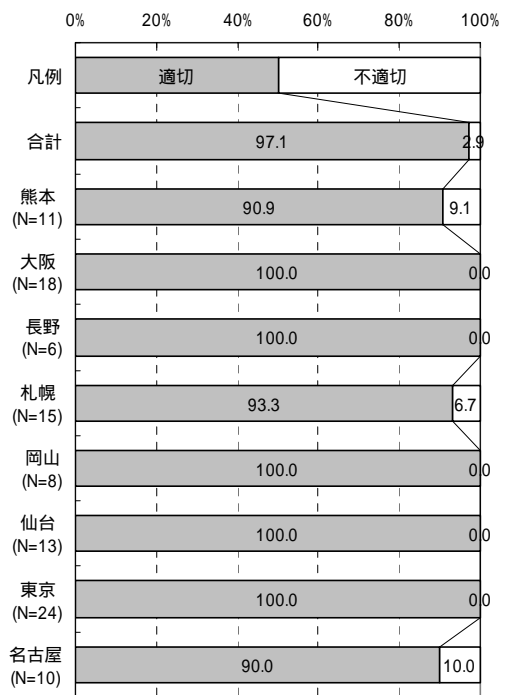 0% 20% 40% 60% 80% 100%
凡例 適切 不適切
合計 97.1 2.9
熊本
(N=11) 90.9 9.1
大阪
(N=18) 100.0 0.0
長野
(N=6) 100.0 0.0
札幌
(N=15) 93.3 6.7
岡山
(N=8) 100.0 0.0
仙台
(N=13) 100.0 0.0
東京
(N=24) 100.0 0.0
名古屋
(N=10) 90.0 10.0